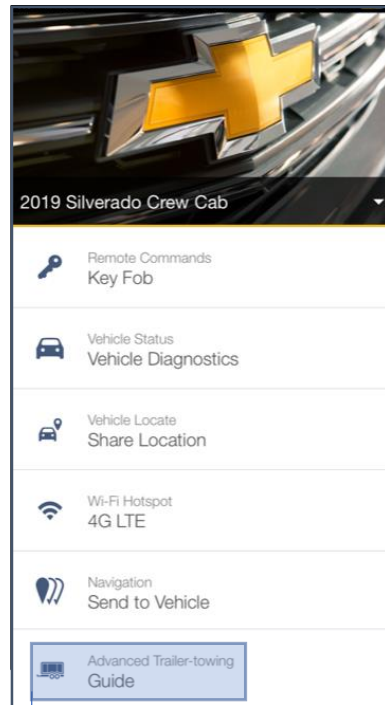 2019 Silverado Crew Cab
Remote Commands
Key Fob
Vehicle Status
Vehicle Diagnostics
Vehicle Locate
Share Location
Wi-Fi Hotspot
4G LTE
Navigation
Send to Vehicle
Advanced Trailer-towing
Guide